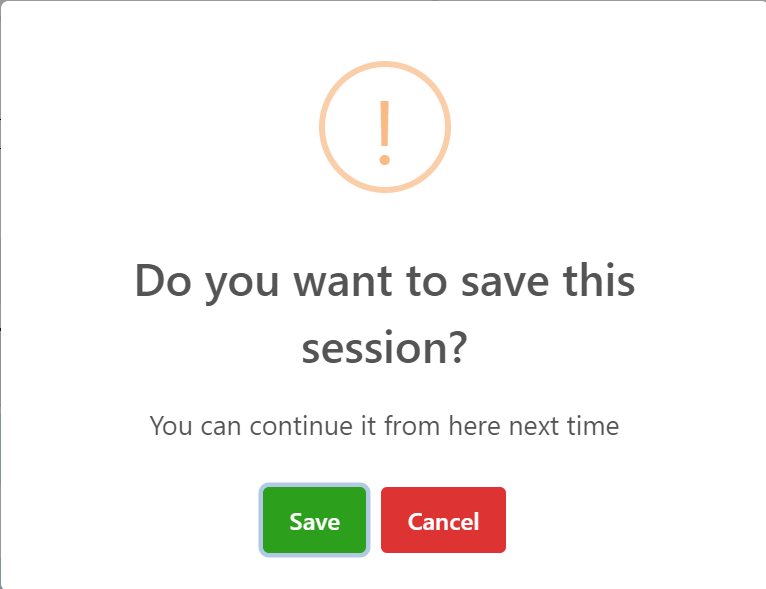 !
Do you want to save this
session?
You can continue it from here next time
Save Cancel